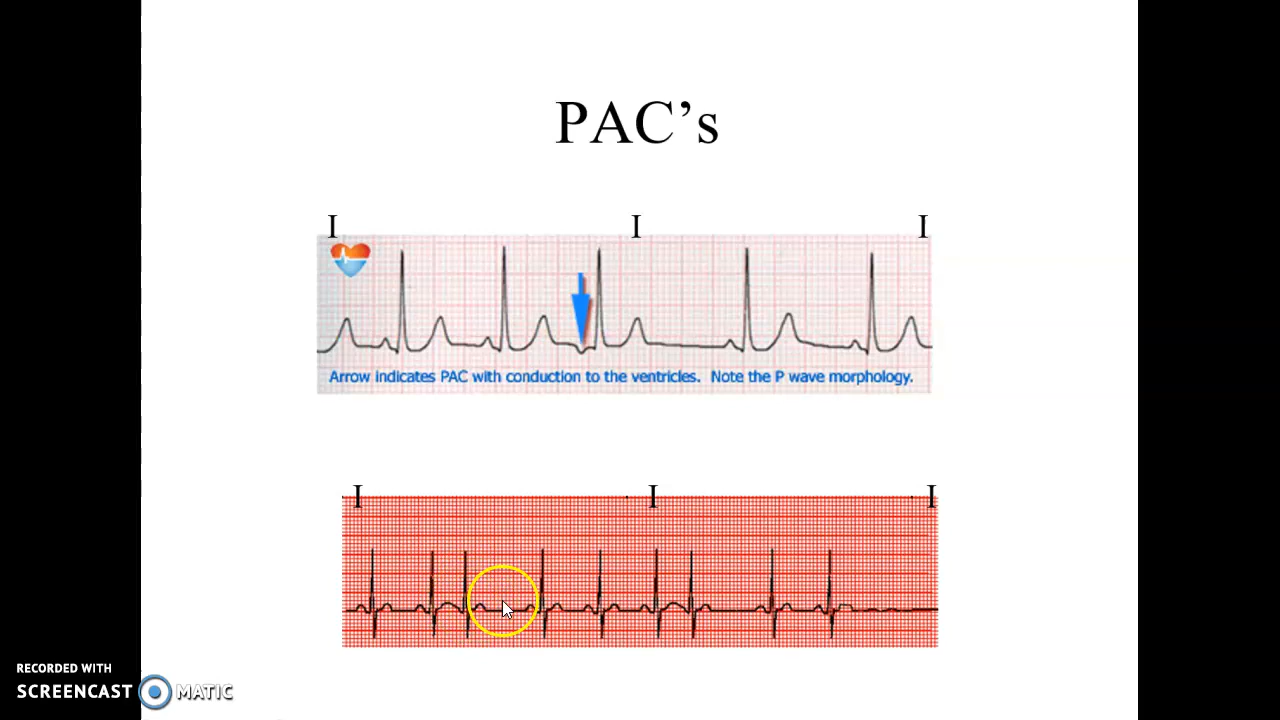 PAC’s
I I I
Arrow indicates PAC with conduction to the ventricles. Note the P wave morphology.
I I I
RECORDED WITH
SCREENCAST MATIC